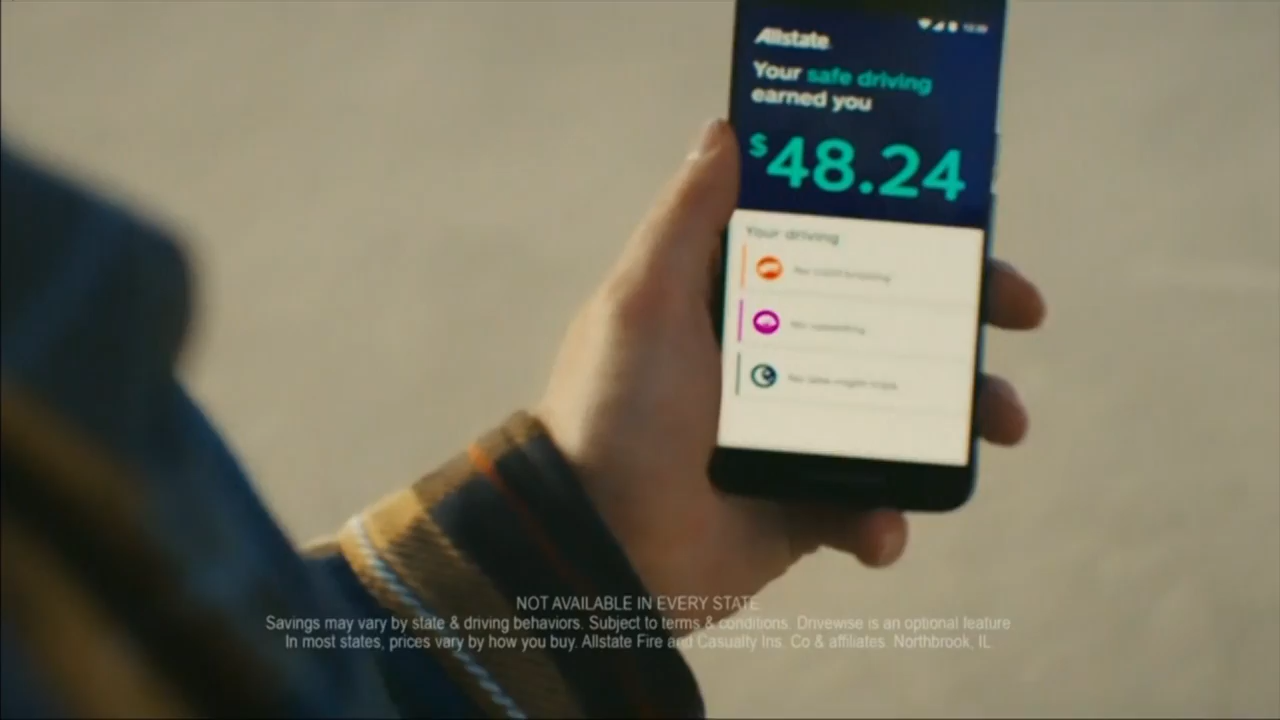 Allstate
Your safe driving
earned you
$48.24
Your driving
NOT AVAILABLE IN EVERY STATE.
Savings may vary by state & driving behaviors. Subject to terms & conditions. Drivewise is an optional feature
In most states, prices vary by how you buy. Allstate Fire and Casualty Ins. Co & affiliates. Northbrook, IL